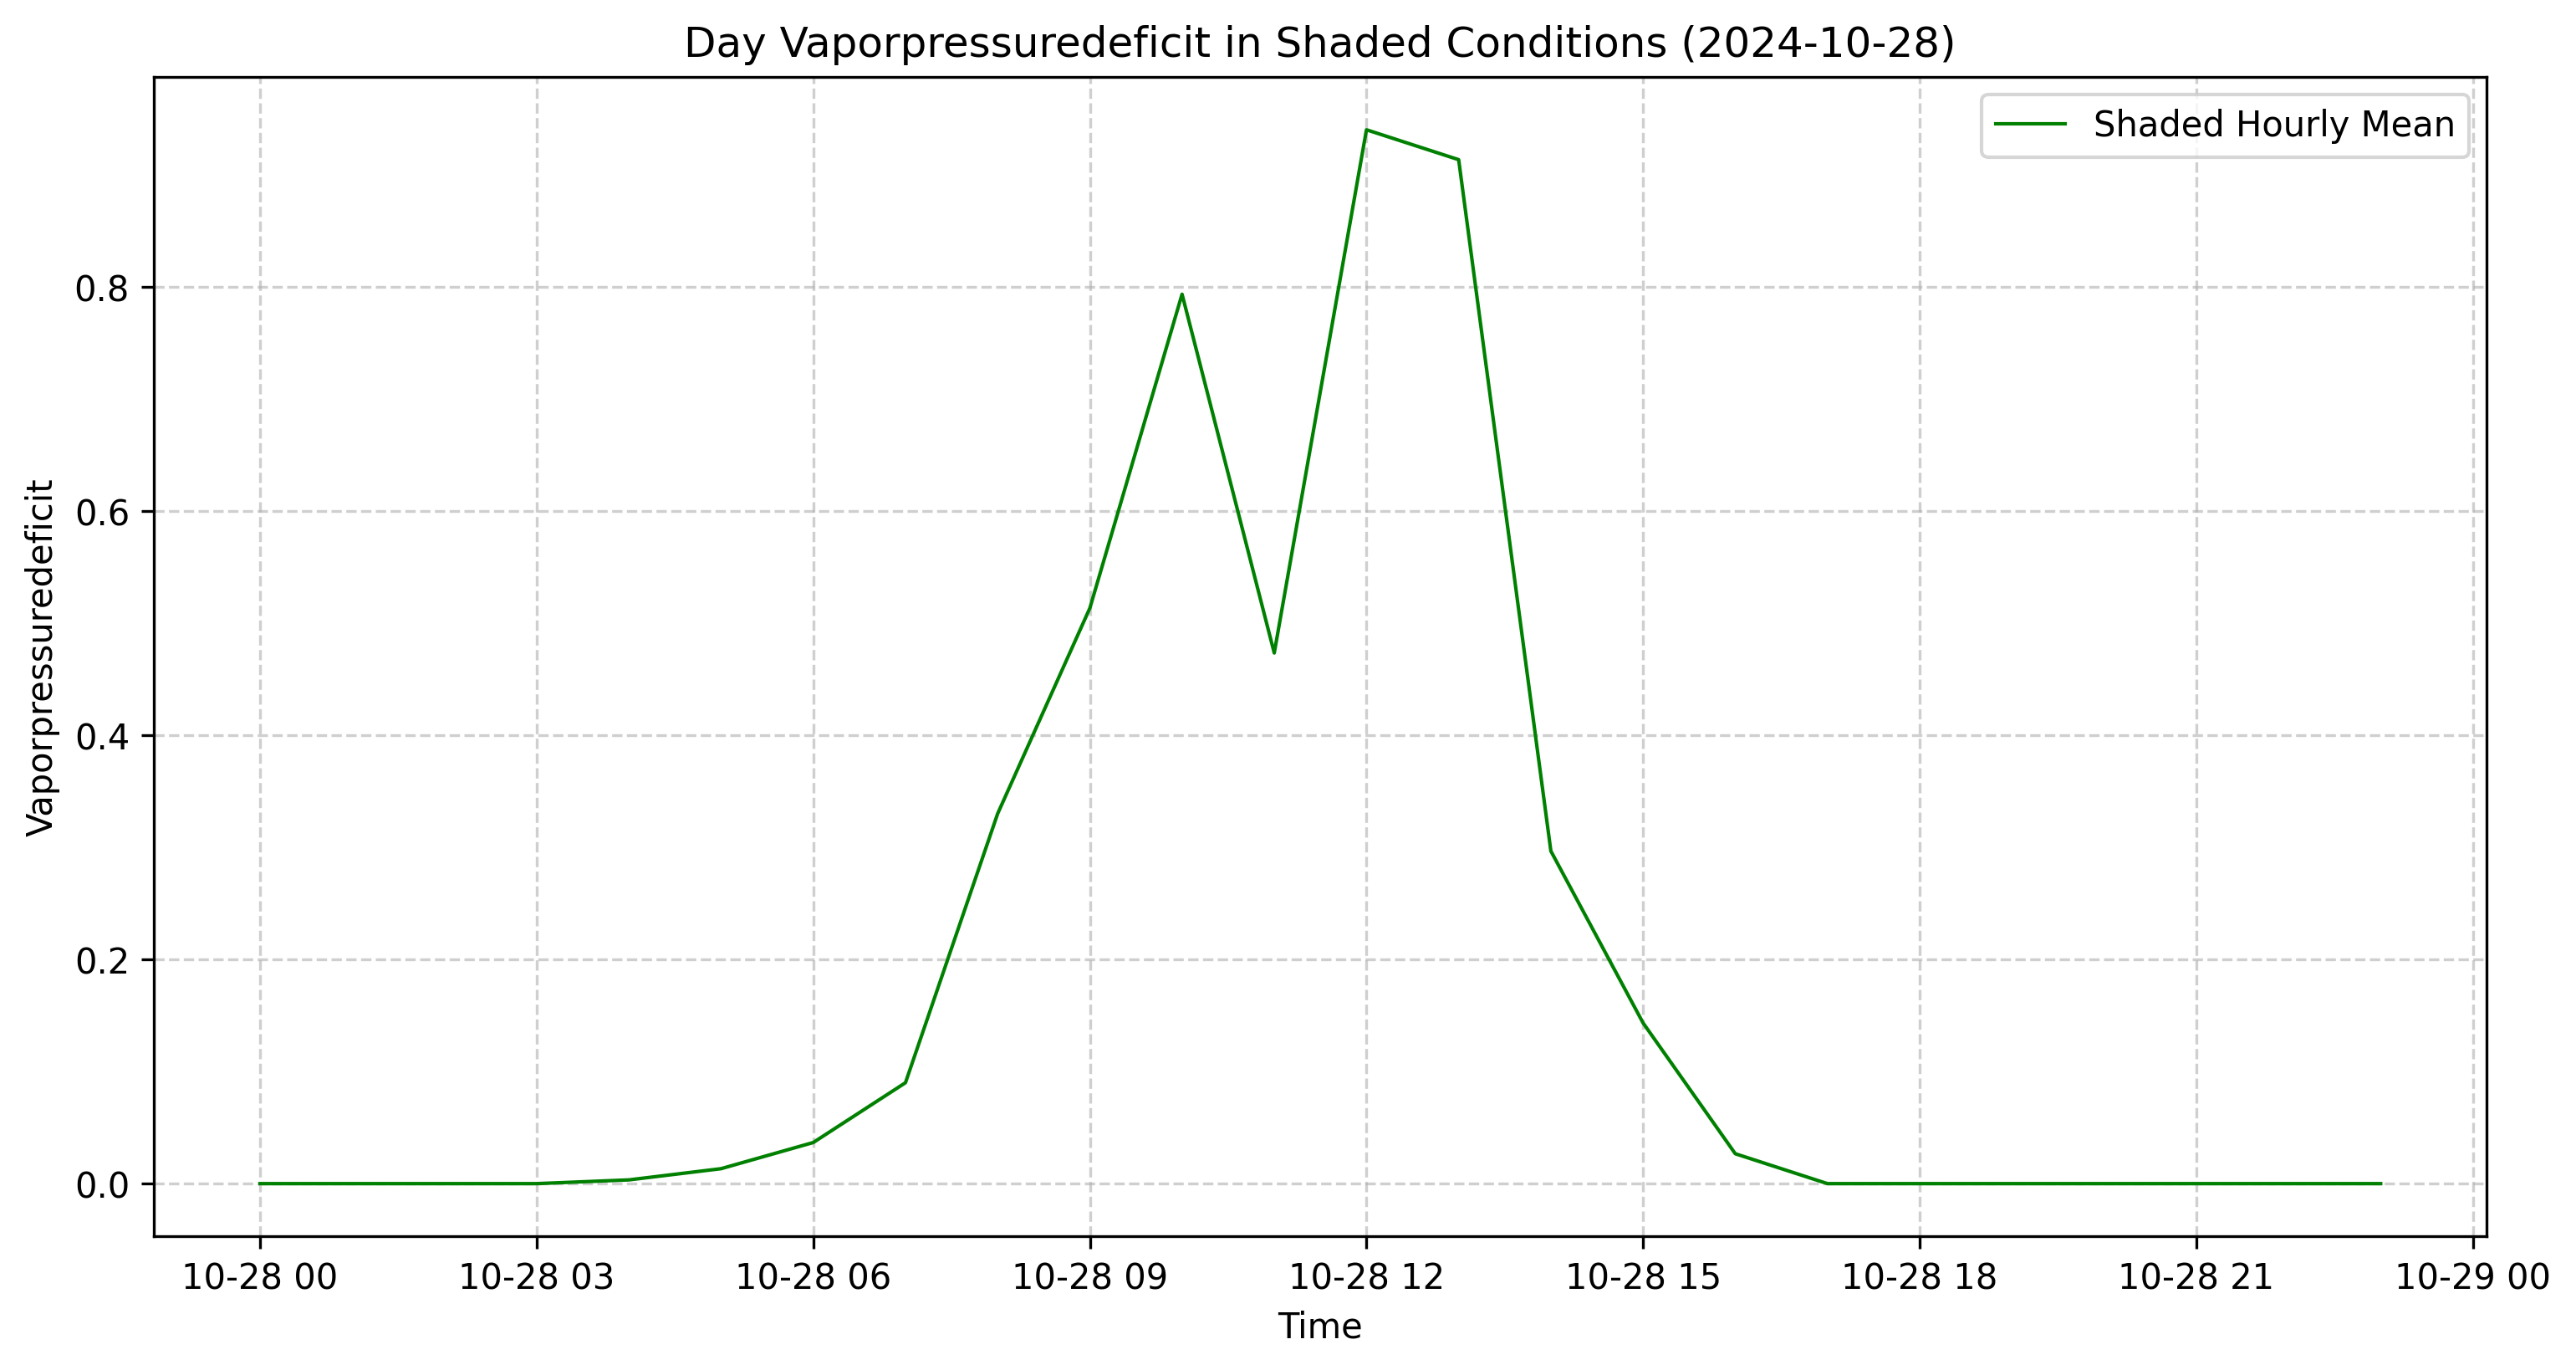 Day Vaporpressuredeficit in Shaded Conditions (2024-10-28)
Shaded Hourly Mean
Vaporpressuredeficit
0.8
0.6
0.4
0.2
0.0
10-28 00 10-28 03 10-28 06 10-28 09 10-28 12 10-28 15 10-28 18 10-28 21 10-29 00
Time